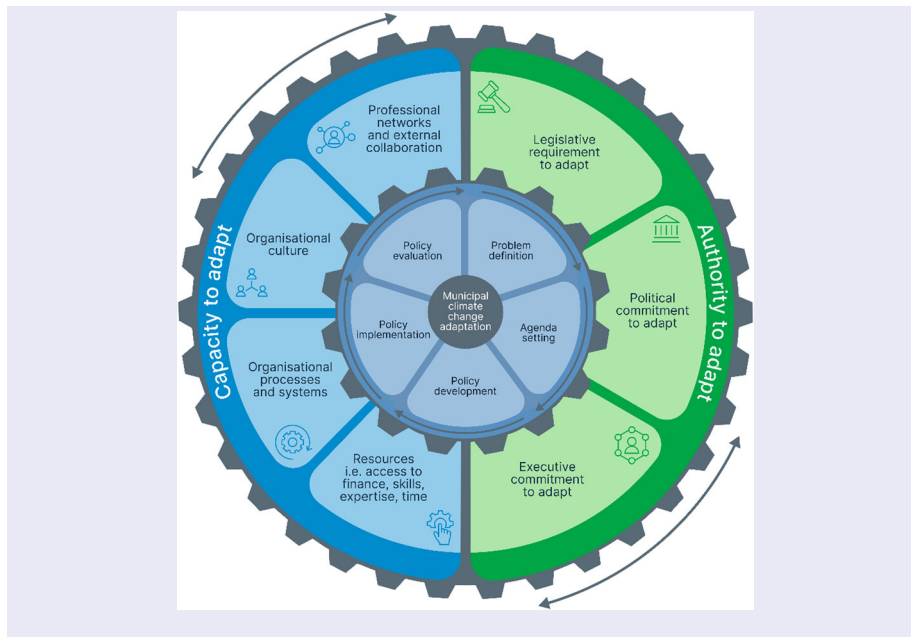 Professional
networks
and external
collaboration
Organisational
culture
Organisational
processes
and systems
Resources
i.e. access to
finance, skills,
expertise, time
Capacity to adapt
Legislative
requirement
to adapt
Political
commitment
to adapt
Executive
commitment
to adapt
Authority to adapt
Policy
evaluation
Problem
definition
Agenda
setting
Policy
development
Policy
implementation
Municipal
climate
change
adaptation